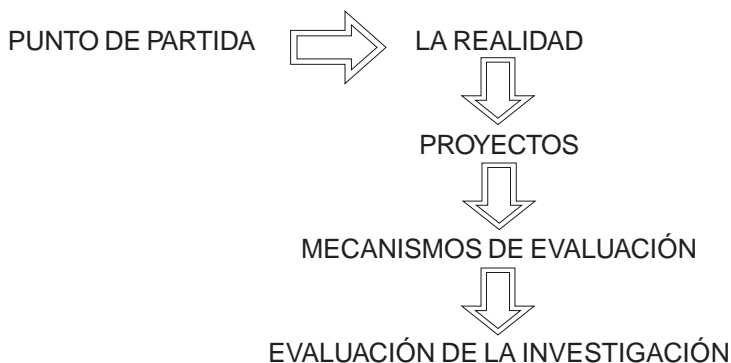 PUNTO DE PARTIDA
LA REALIDAD
PROYECTOS
MECANISMOS DE EVALUACIÓN
EVALUACIÓN DE LA INVESTIGACIÓN